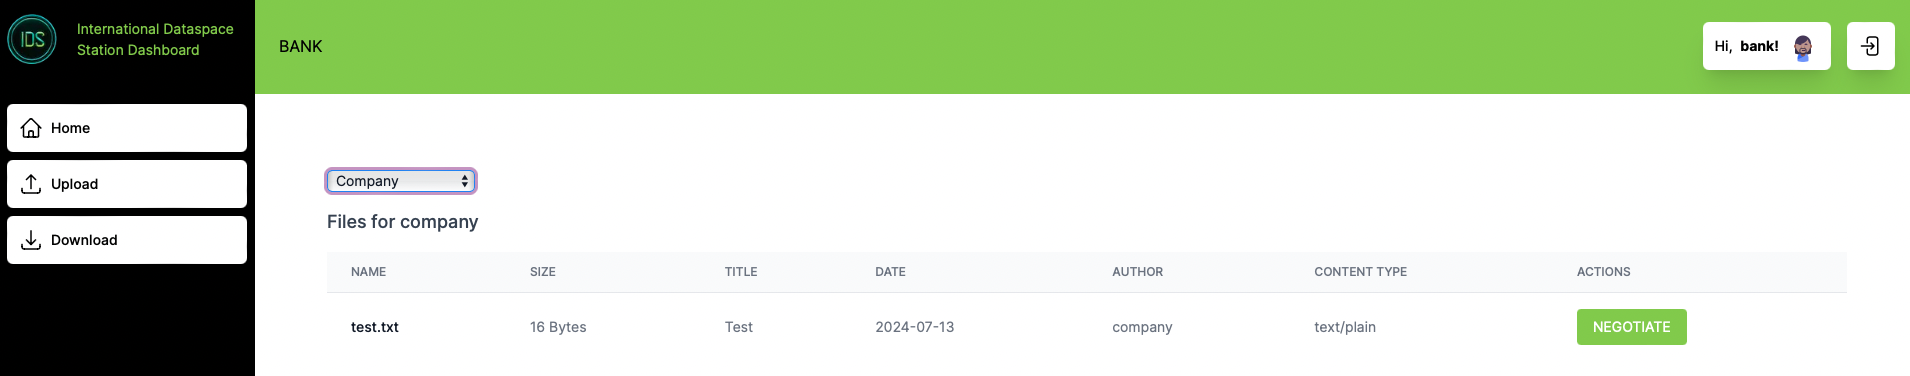 IDS
International Dataspace
Station Dashboard
BANK
Hi, bank!
Home
Upload
Download
Company
Files for company
NAME SIZE TITLE DATE AUTHOR CONTENT TYPE ACTIONS
test.txt 16 Bytes Test 2024-07-13 company text/plain NEGOTIATE